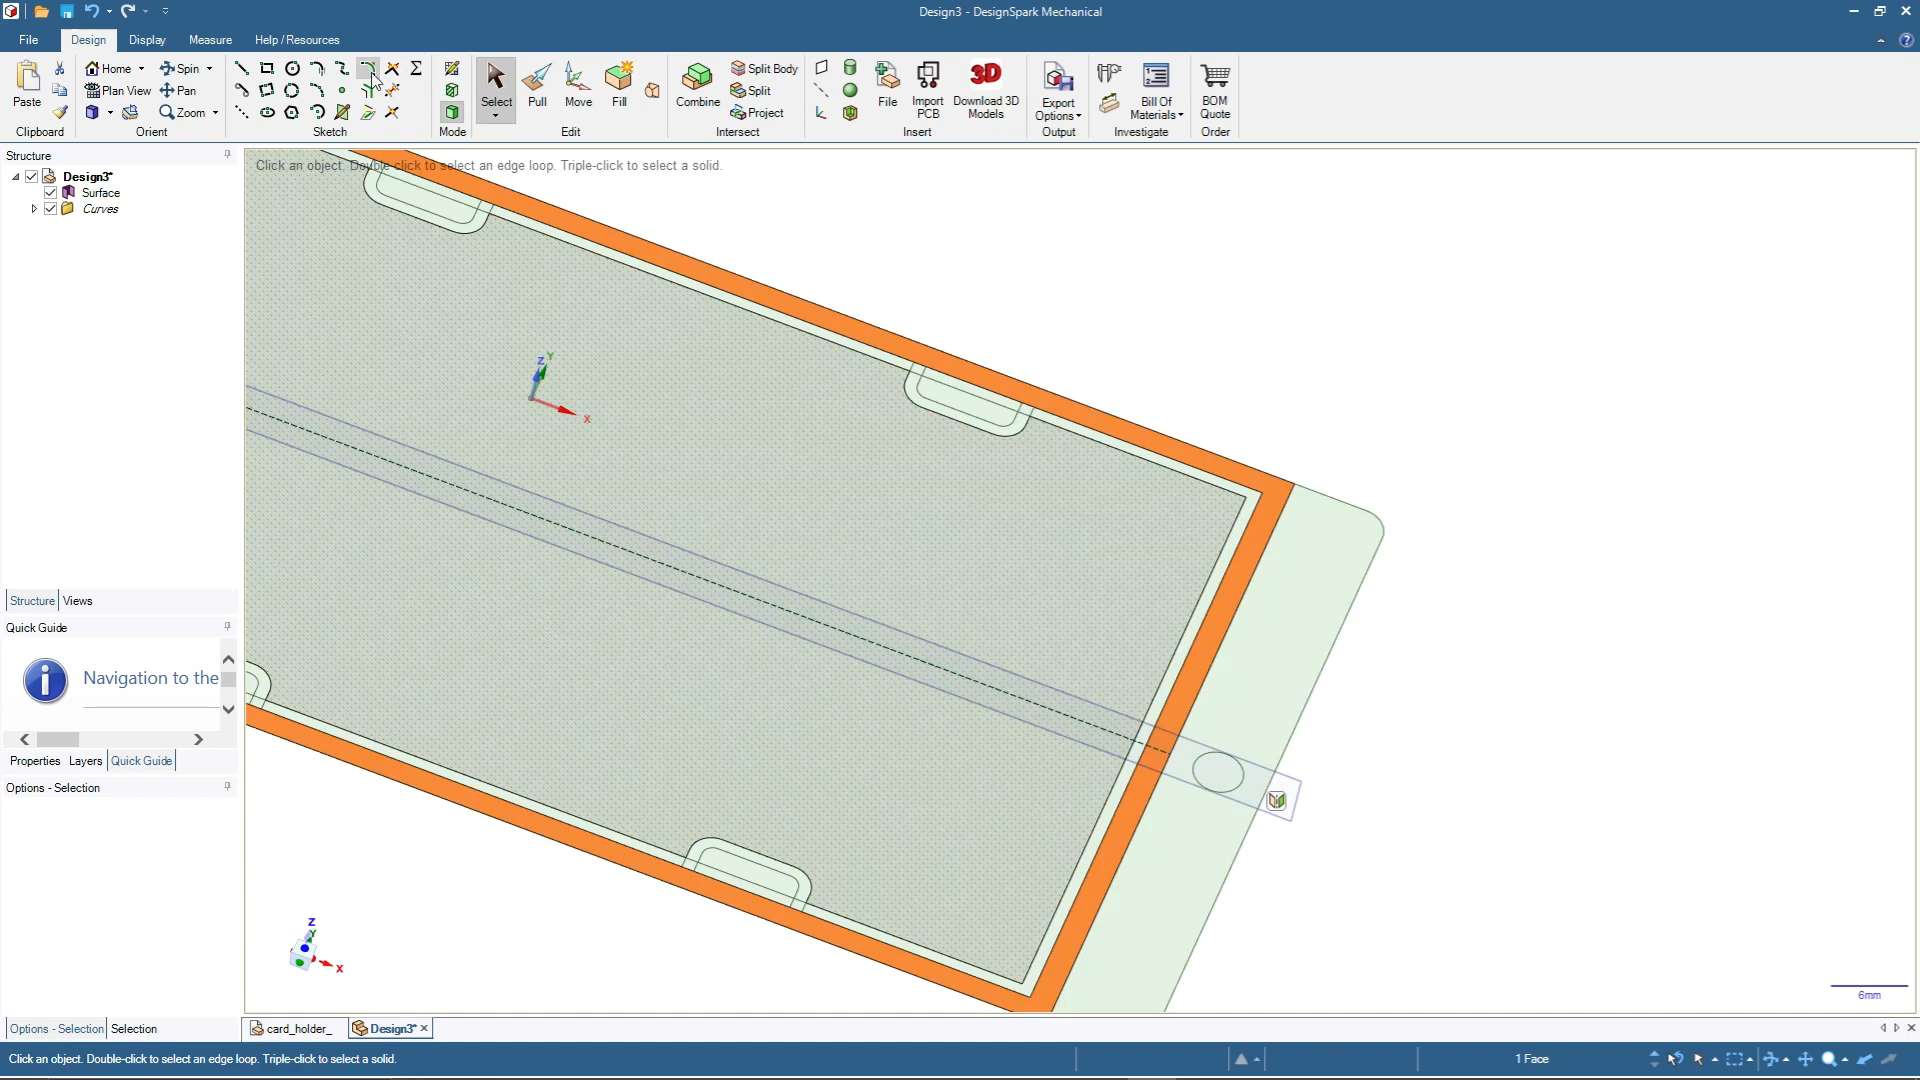 Design3 - DesignSpark Mechanical
File
Design
Display
Measure
Help / Resources
Paste
Clipboard
Home
Plan View
Orient
Spin
Pan
Zoom
Sketch
Mode
Select
Pull
Move
Fill
Edit
Combine
Split Body
Split
Project
Intersect
File
Import PCB
Download 3D Models
3D
Insert
Export Options
Output
Bill Of Materials
Investigate
BOM Quote
Order
Structure
Click an object. Double-click to select an edge loop. Triple-click to select a solid.
Design3*
Surface
Curves
Z
Y
X
Structure
Views
Quick Guide
Navigation to the
Properties
Layers
Quick Guide
Options - Selection
Z
Y
X
6mm
Options - Selection
Selection
card_holder_
Design3*
Click an object. Double-click to select an edge loop. Triple-click to select a solid.
1 Face